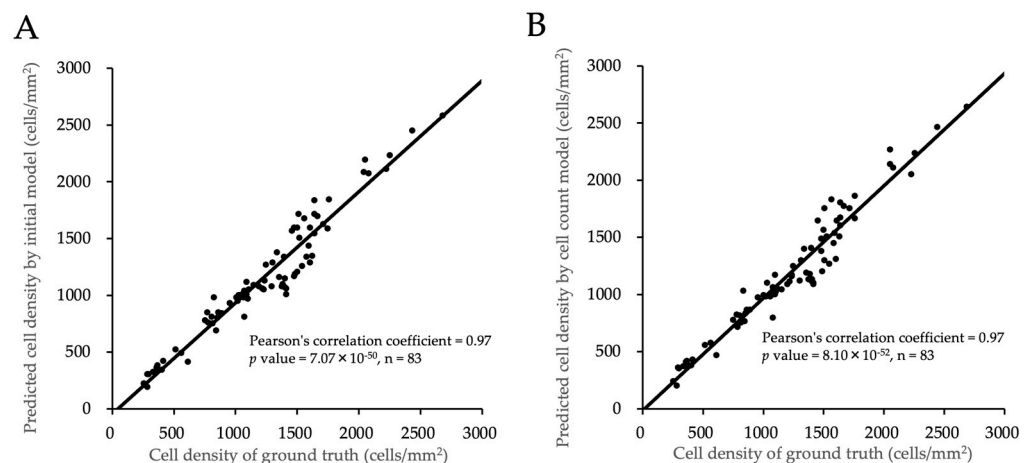 A
Predicted cell density by initial model (cells/mm²)
3000
2500
2000
1500
1000
500
0
Pearson's correlation coefficient = 0.97
p value = 7.07 × 10⁻⁵⁰, n = 83
0 500 1000 1500 2000 2500 3000
Cell density of ground truth (cells/mm²)
B
Predicted cell density by cell count model (cells/mm²)
3000
2500
2000
1500
1000
500
0
Pearson's correlation coefficient = 0.97
p value = 8.10 × 10⁻⁵², n = 83
0 500 1000 1500 2000 2500 3000
Cell density of ground truth (cells/mm²)